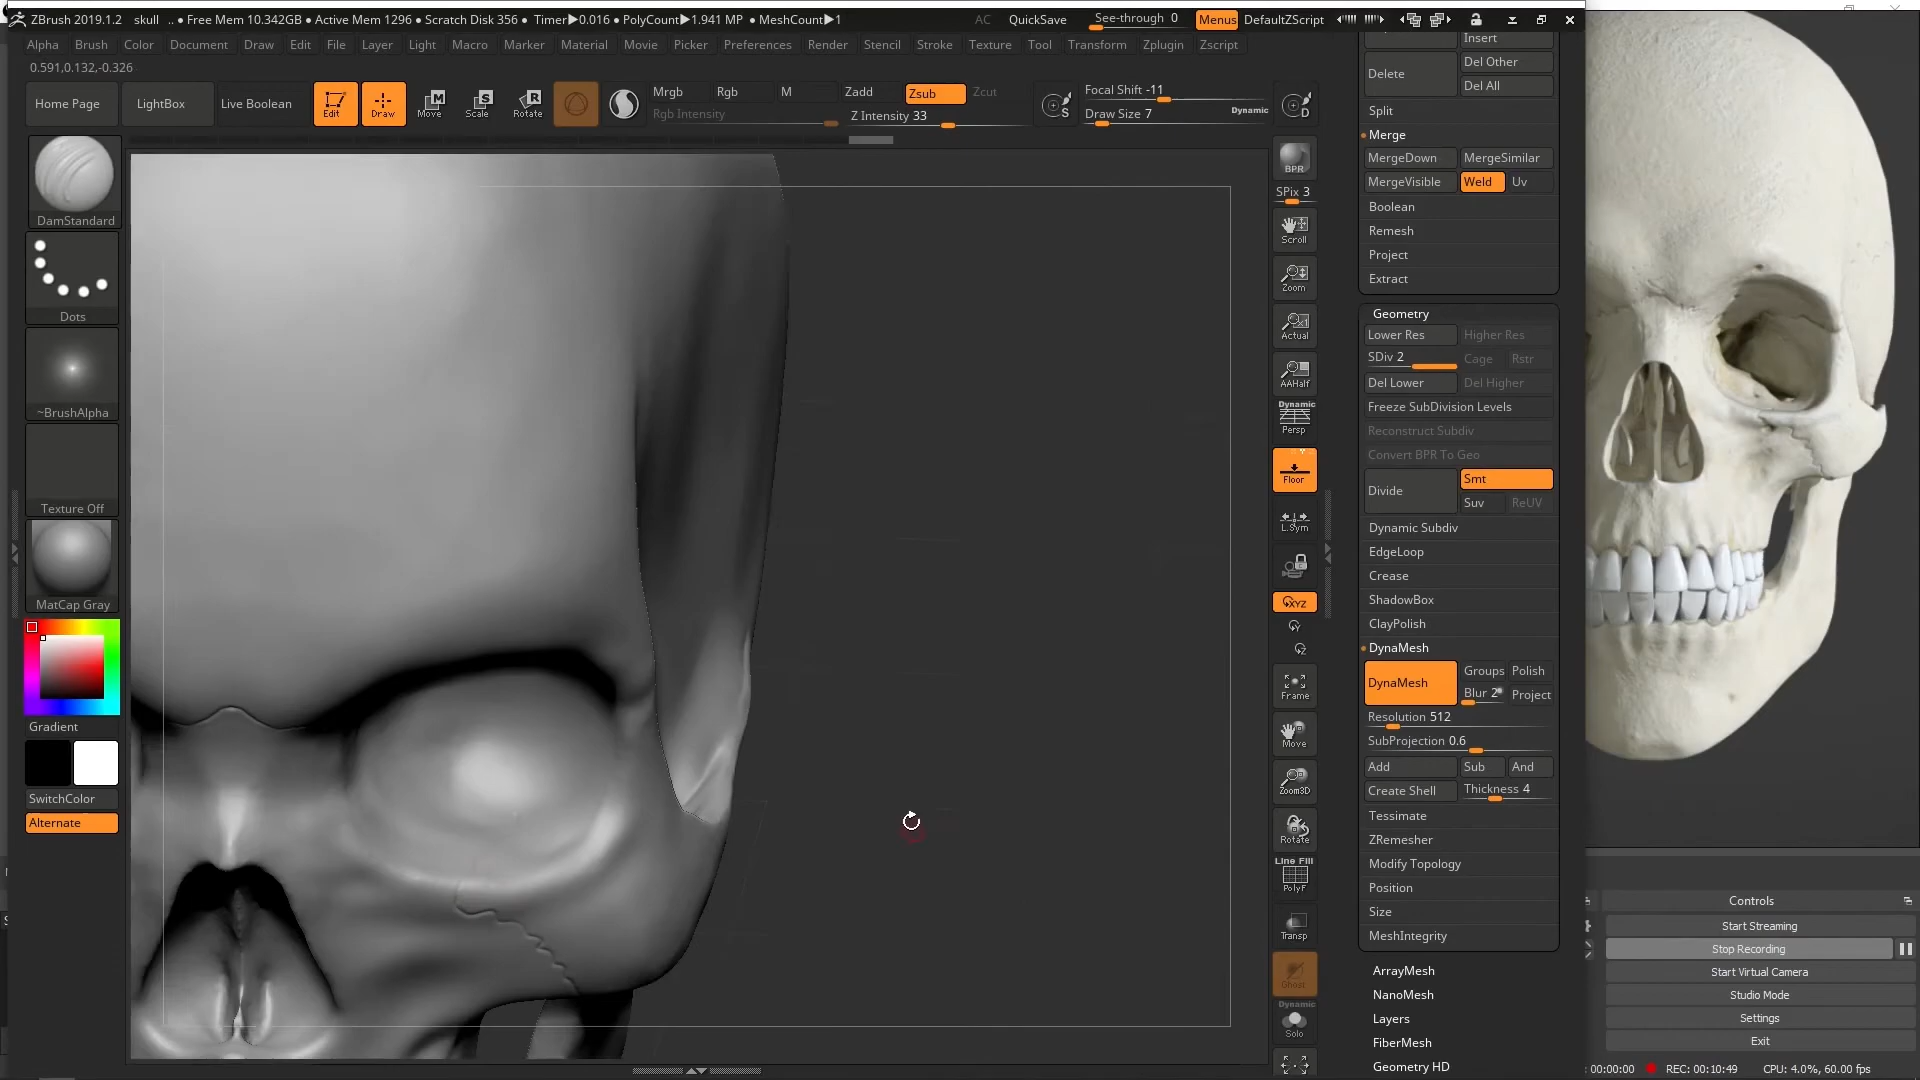 ZBrush 2019.1.2 skull .. ● Free Mem 10.342GB ● Active Mem 1296 ● Scratch Disk 356 ● Timer▶0.016 ● PolyCount▶1.941 MP ● MeshCount▶1 AC QuickSave See-through 0 Menus DefaultZScript
Alpha Brush Color Document Draw Edit File Layer Light Macro Marker Material Movie Picker Preferences Render Stencil Stroke Texture Tool Transform Zplugin Zscript
0.591,0.132,-0.326
Home Page LightBox Live Boolean Edit Draw Move Scale Rotate
Mrgb Rgb M Zadd Zsub Zcut
Rgb Intensity Z Intensity 33
S
Focal Shift -11
Draw Size 7 Dynamic
D
DamStandard
Dots
~BrushAlpha
Texture Off
MatCap Gray
Gradient
SwitchColor
Alternate
BPR
SPix 3
Scroll
Zoom
Actual
AAHalf
Dynamic
Persp
Floor
L.Sym
XYZ
Y
Z
Frame
Move
Zoom3D
Rotate
Line Fill
PolyF
Transp
Ghost
Dynamic
Solo
Insert
Delete Del Other
Del All
Split
Merge
MergeDown MergeSimilar
MergeVisible Weld Uv
Boolean
Remesh
Project
Extract
Geometry
Lower Res Higher Res
SDiv 2 Cage Rstr
Del Lower Del Higher
Freeze SubDivision Levels
Reconstruct Subdiv
Convert BPR To Geo
Divide Smt
Suv ReUV
Dynamic Subdiv
EdgeLoop
Crease
ShadowBox
ClayPolish
DynaMesh
DynaMesh Groups Polish
Blur 2 Project
Resolution 512
SubProjection 0.6
Add Sub And
Create Shell Thickness 4
Tessimate
ZRemesher
Modify Topology
Position
Size
MeshIntegrity
ArrayMesh
NanoMesh
Layers
FiberMesh
Geometry HD
Controls
Start Streaming
Stop Recording
Start Virtual Camera
Studio Mode
Settings
Exit
: 00:00:00 REC: 00:10:49 CPU: 4.0%, 60.00 fps